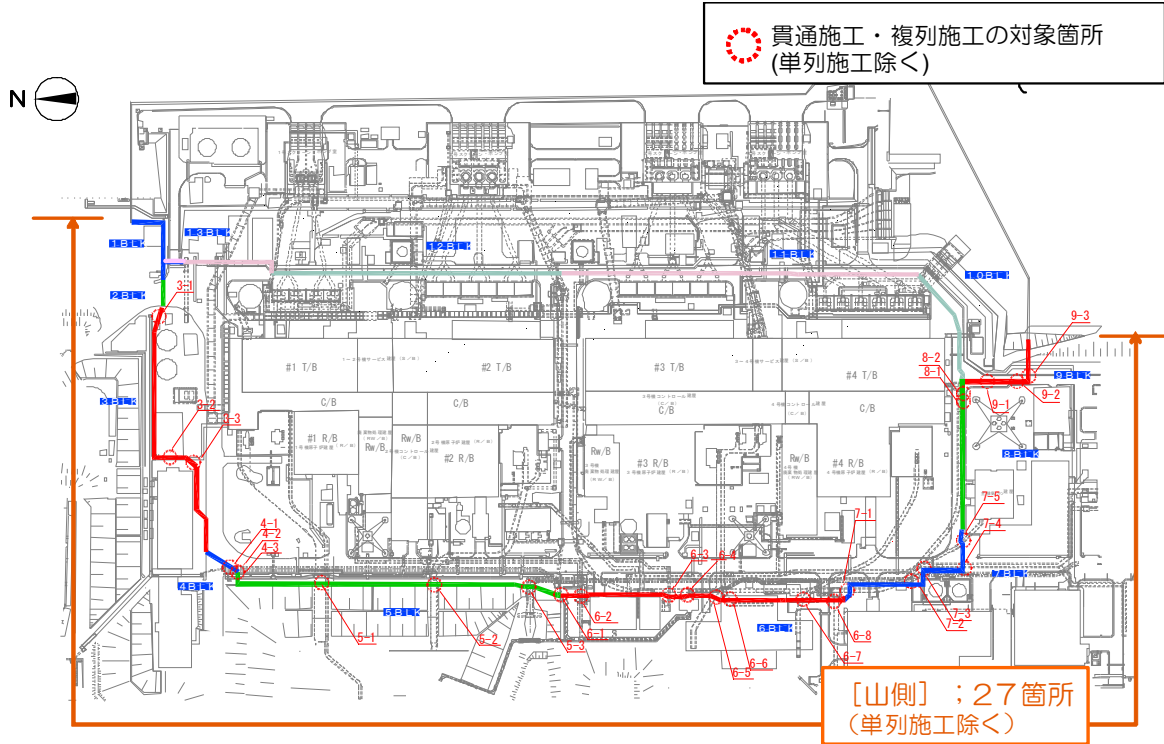 貫通施工・複列施工の対象箇所
(単列施工除く)
N
1BLK
13BLK
12BLK
11BLK
10BLK
2BLK
3-1
9-3
#1 T/B
#2 T/B
#3 T/B
#4 T/B
8-2
8-1
9BLK
9-1
9-2
3BLK
C/B
C/B
C/B
C/B
3-2
3-3
#1 R/B
Rw/B
Rw/B
#2 R/B
Rw/B
#3 R/B
Rw/B
#4 R/B
8BLK
7-5
7-4
7-1
4-1
4-2
4-3
6-3
6-4
4BLK
7BLK
5BLK
5-1
5-2
5-3
6-2
6-1
6BLK
6-5
6-6
6-7
6-8
7-3
7-2
[山側]；27箇所
(単列施工除く)